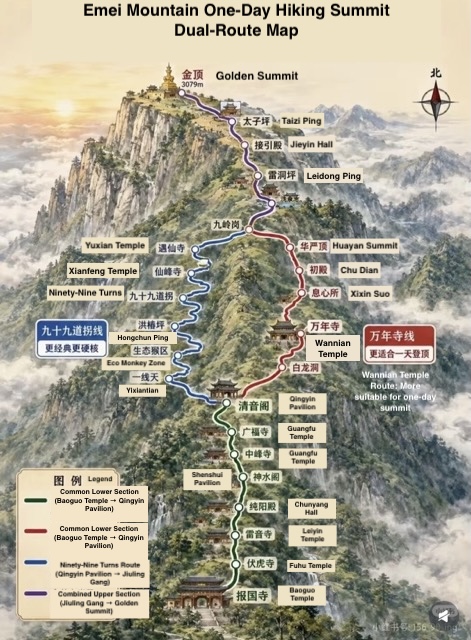 Emei Mountain One-Day Hiking Summit
Dual-Route Map
金顶
3079m
Golden Summit
北
太子坪
Taizi Ping
接引殿
Jieyin Hall
雷洞坪
Leidong Ping
九岭岗
Yuxian Temple
遇仙寺
华严顶
Huayan Summit
Xianfeng Temple
仙峰寺
初殿
Chu Dian
Ninety-Nine Turns
九十九道拐
息心所
Xixin Suo
九十九道拐线
更经典更硬核
洪椿坪
Hongchun Ping
生态猴区
Eco Monkey Zone
一线天
Yixiantian
万年寺
Wannian
Temple
万年寺线
更适合一天登顶
白龙洞
Wannian Temple
Route: More
suitable for one-day
summit
清音阁
Qingyin
Pavilion
广福寺
Guangfu
Temple
中峰寺
Guangfu
Temple
Shenshui
Pavilion
神水阁
纯阳殿
Chunyang
Hall
雷音寺
Leiyin
Temple
伏虎寺
Fuhu Temple
报国寺
Baoguo
Temple
图 例 Legend
Common Lower Section
(Baoguo Temple → Qingyin
Pavilion)
Common Lower Section
(Baoguo Temple → Qingyin
Pavilion)
Ninety-Nine Turns Route
(Qingyin Pavilion → Jiuling
Gang)
Combined Upper Section
(Jiuling Gang → Golden
Summit)